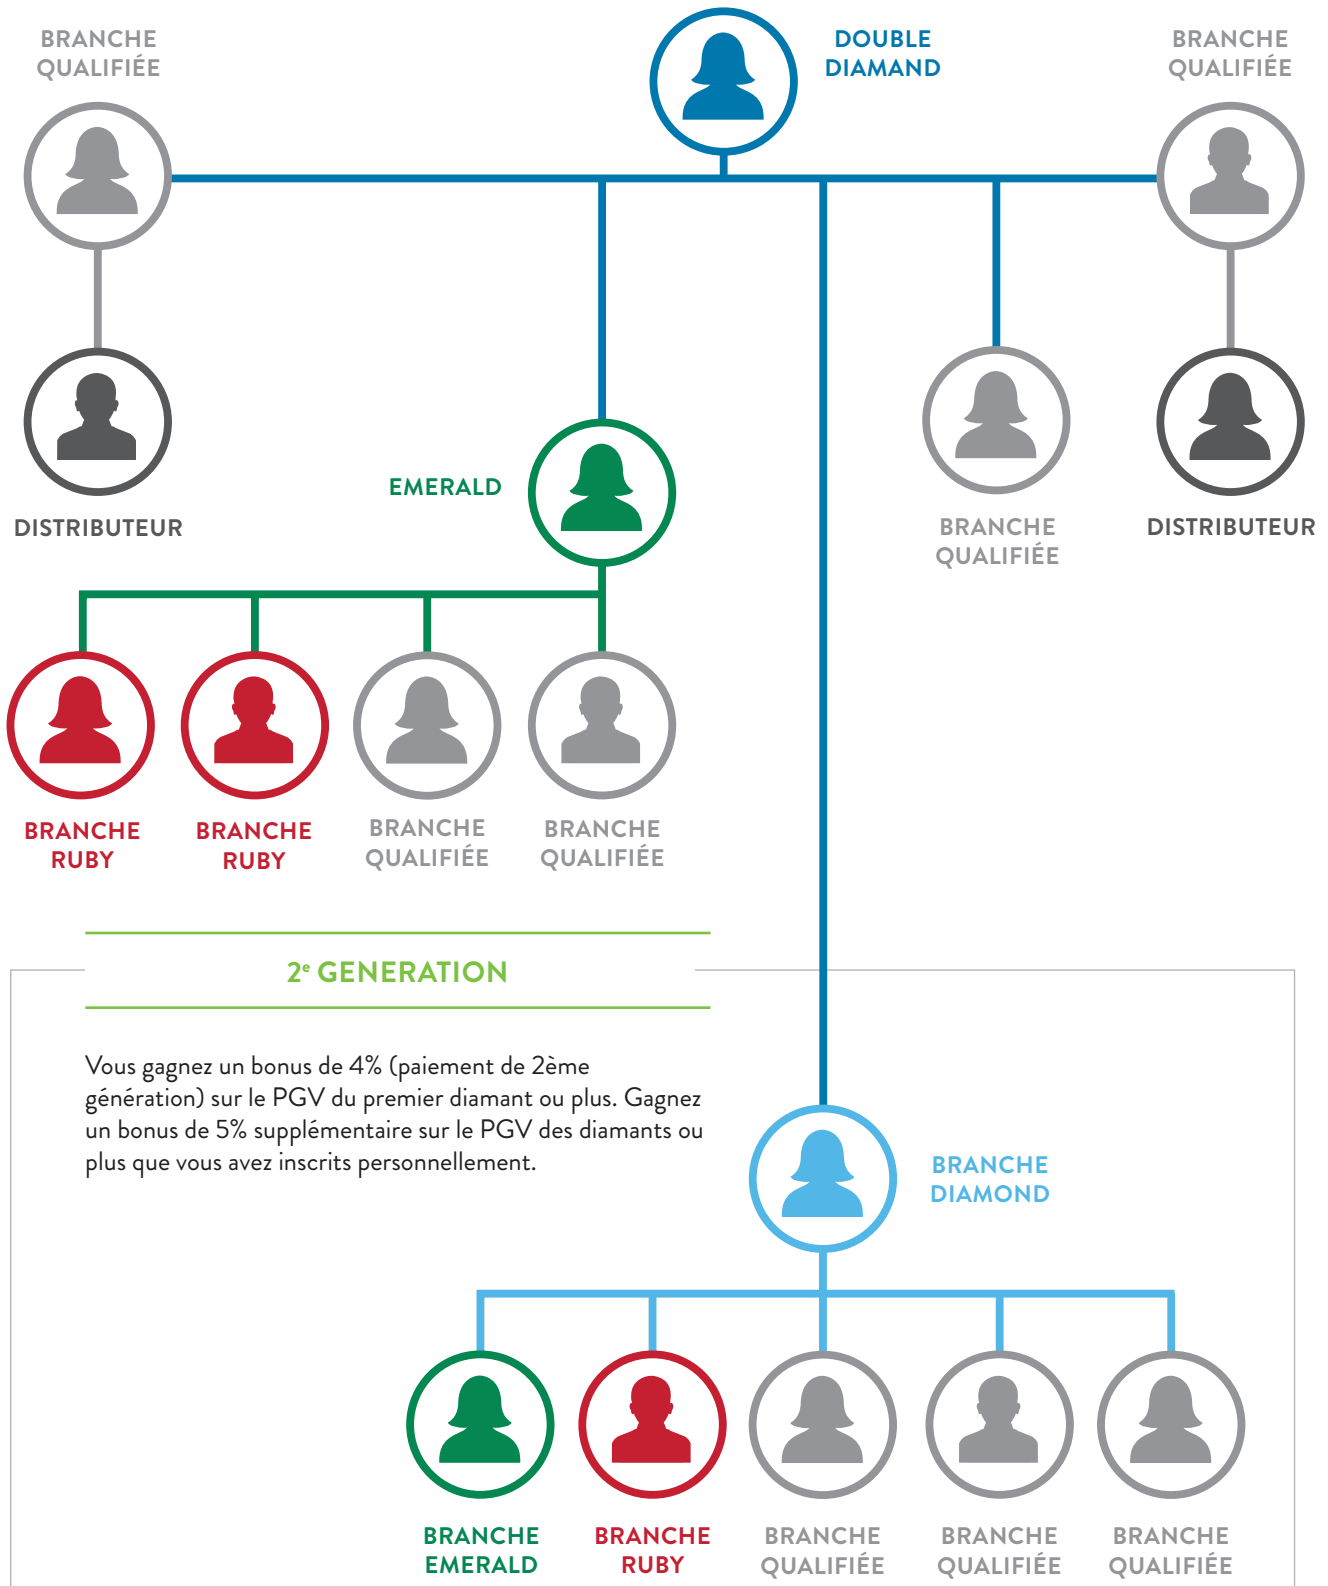 BRANCHE
QUALIFIÉE
DOUBLE
DIAMAND
BRANCHE
QUALIFIÉE
DISTRIBUTEUR
EMERALD
BRANCHE
QUALIFIÉE
DISTRIBUTEUR
BRANCHE
RUBY
BRANCHE
RUBY
BRANCHE
QUALIFIÉE
BRANCHE
QUALIFIÉE
2e GENERATION
Vous gagnez un bonus de 4% (paiement de 2ème
génération) sur le PGV du premier diamant ou plus. Gagnez
un bonus de 5% supplémentaire sur le PGV des diamants ou
plus que vous avez inscrits personnellement.
BRANCHE
DIAMOND
BRANCHE
EMERALD
BRANCHE
RUBY
BRANCHE
QUALIFIÉE
BRANCHE
QUALIFIÉE
BRANCHE
QUALIFIÉE